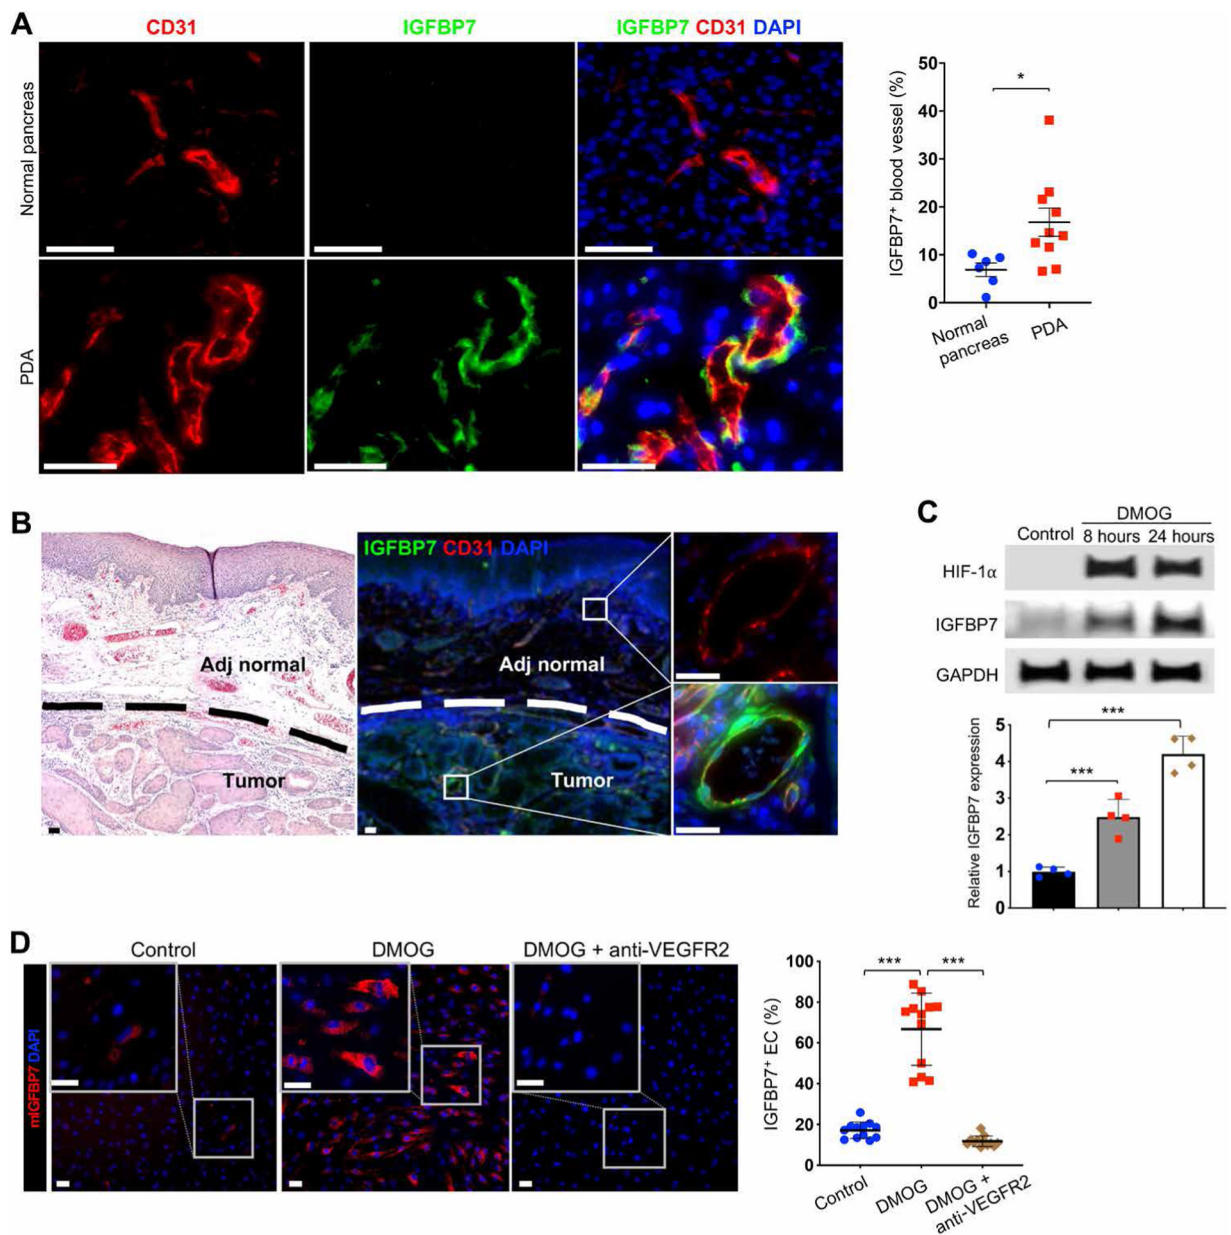 A
CD31
IGFBP7
IGFBP7 CD31 DAPI
Normal pancreas
PDA
IGFBP7⁺ blood vessel (%)
50
40
30
20
10
0
*
Normal
pancreas
PDA
B
Adj normal
Tumor
IGFBP7 CD31 DAPI
Adj normal
Tumor
C
DMOG
Control 8 hours 24 hours
HIF-1α
IGFBP7
GAPDH
Relative IGFBP7 expression
5
4
3
2
1
0
***
***
D
Control
DMOG
DMOG + anti-VEGFR2
mIGFBP7 DAPI
IGFBP7⁺ EC (%)
100
80
60
40
20
0
*** ***
Control
DMOG
DMOG +
anti-VEGFR2